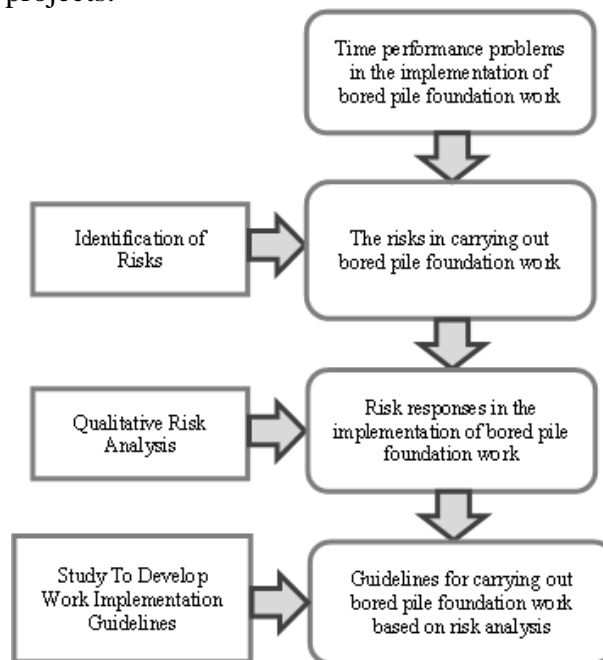 projects.
Time performance problems
in the implementation of
bored pile foundation work
Identification of
Risks
The risks in carrying out
bored pile foundation work
Qualitative Risk
Analysis
Risk responses in the
implementation of bored pile
foundation work
Study To Develop
Work Implementation
Guidelines
Guidelines for carrying out
bored pile foundation work
based on risk analysis